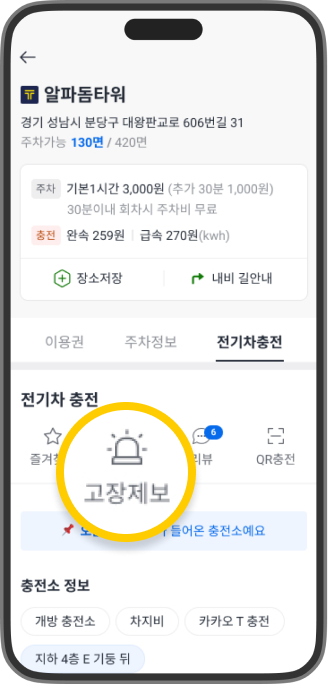 알파돔타워
경기 성남시 분당구 대왕판교로 606번길 31
주차가능 130면 / 420면
주차 기본1시간 3,000원 (추가 30분 1,000원)
30분이내 회차시 주차비 무료
충전 완속 259원 | 급속 270원(kwh)
장소저장 내비 길안내
이용권 주차정보 전기차충전
전기차 충전
6
즐겨 고장제보 리뷰 QR충전
들어온 충전소예요
충전소 정보
개방 충전소 차지비 카카오 T 충전
지하 4층 E 기둥 뒤